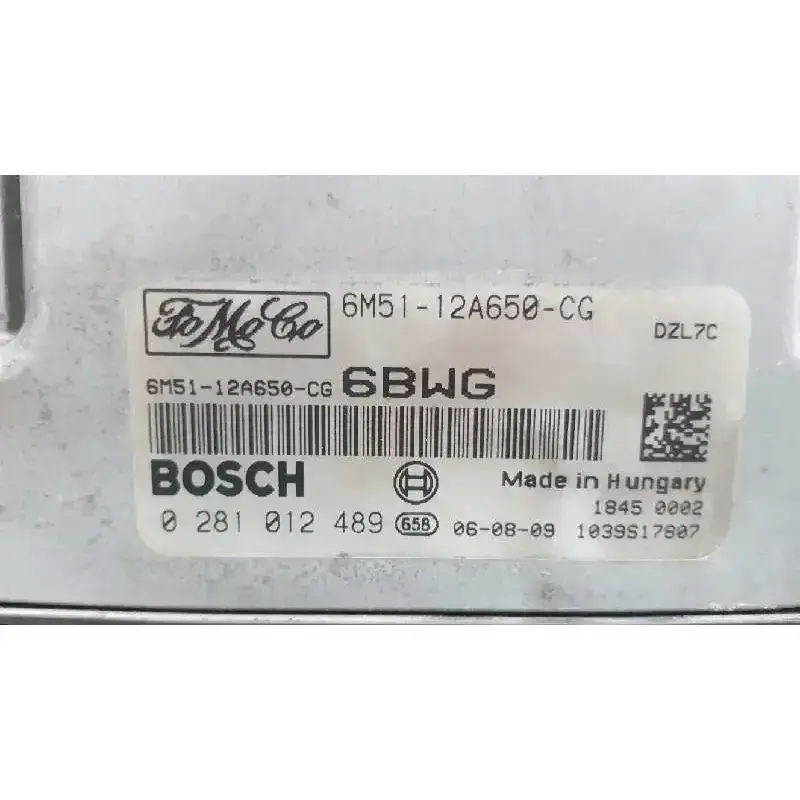 FoMoCo 6M51-12A650-CG
DZL7C
6M51-12A650-CG 6BWG
BOSCH Made in Hungary
1845 0002
0 281 012 489 658 06-08-09 1039S17807